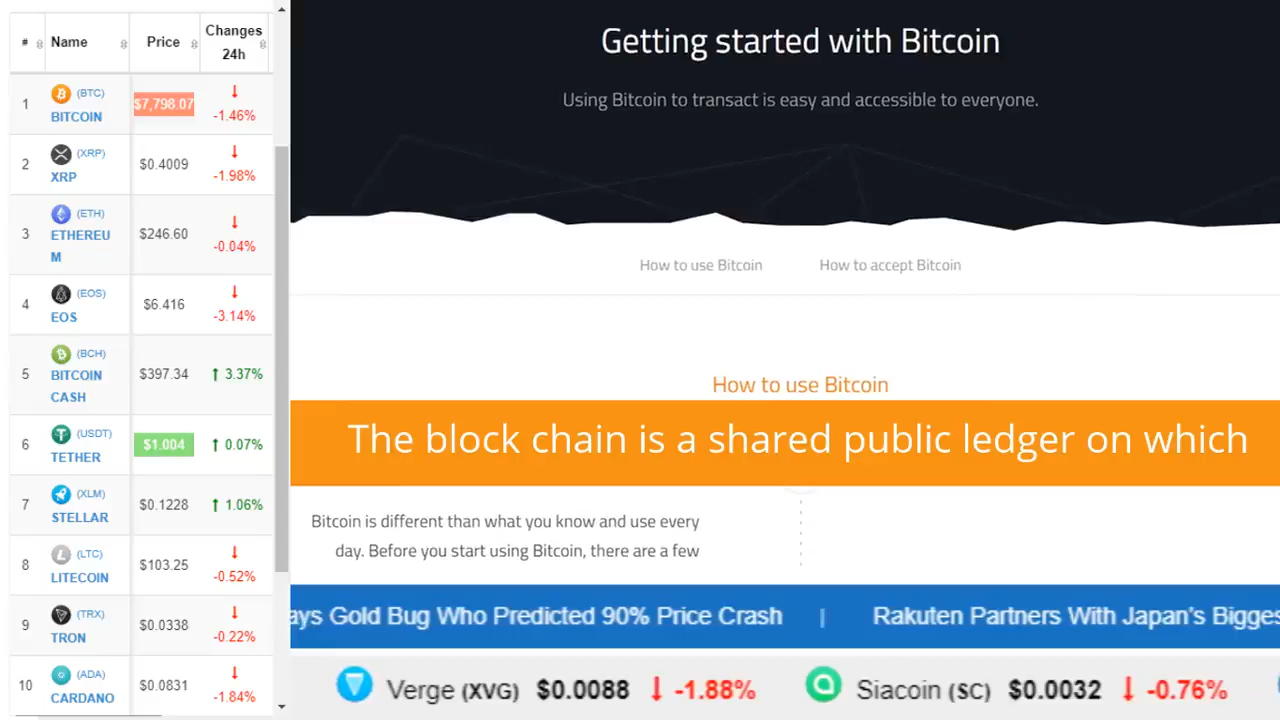 # Name Price Changes 24h
1 (BTC) BITCOIN $7,798.07 ↓ -1.46%
2 (XRP) XRP $0.4009 ↓ -1.98%
3 (ETH) ETHEREU M $246.60 ↓ -0.04%
4 (EOS) EOS $6.416 ↓ -3.14%
5 (BCH) BITCOIN CASH $397.34 ↑ 3.37%
6 (USDT) TETHER $1.004 ↑ 0.07%
7 (XLM) STELLAR $0.1228 ↑ 1.06%
8 (LTC) LITECOIN $103.25 ↓ -0.52%
9 (TRX) TRON $0.0338 ↓ -0.22%
10 (ADA) CARDANO $0.0831 ↓ -1.84%
Getting started with Bitcoin
Using Bitcoin to transact is easy and accessible to everyone.
How to use Bitcoin How to accept Bitcoin
How to use Bitcoin
The block chain is a shared public ledger on which
Bitcoin is different than what you know and use every
day. Before you start using Bitcoin, there are a few
ays Gold Bug Who Predicted 90% Price Crash | Rakuten Partners With Japan's Bigges
Verge (XVG) $0.0088 ↓ -1.88% Siacoin (SC) $0.0032 ↓ -0.76%